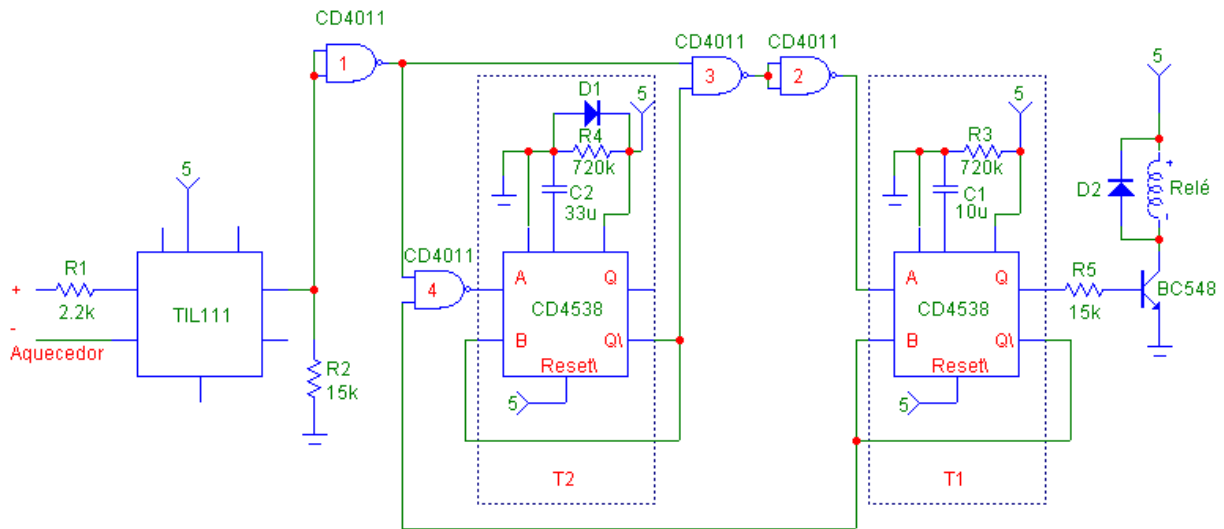 CD4011
1
CD4011
3
CD4011
2
5
D1
R4
720k
C2
33u
5
R3
720k
C1
10u
5
D2
Relé
+
-
5
R1
2.2k
+
-
Aquecedor
TIL111
R2
15k
CD4011
4
A
Q
CD4538
B
Q\
Reset\
5
T2
A
Q
CD4538
B
Q\
Reset\
5
T1
R5
15k
BC548